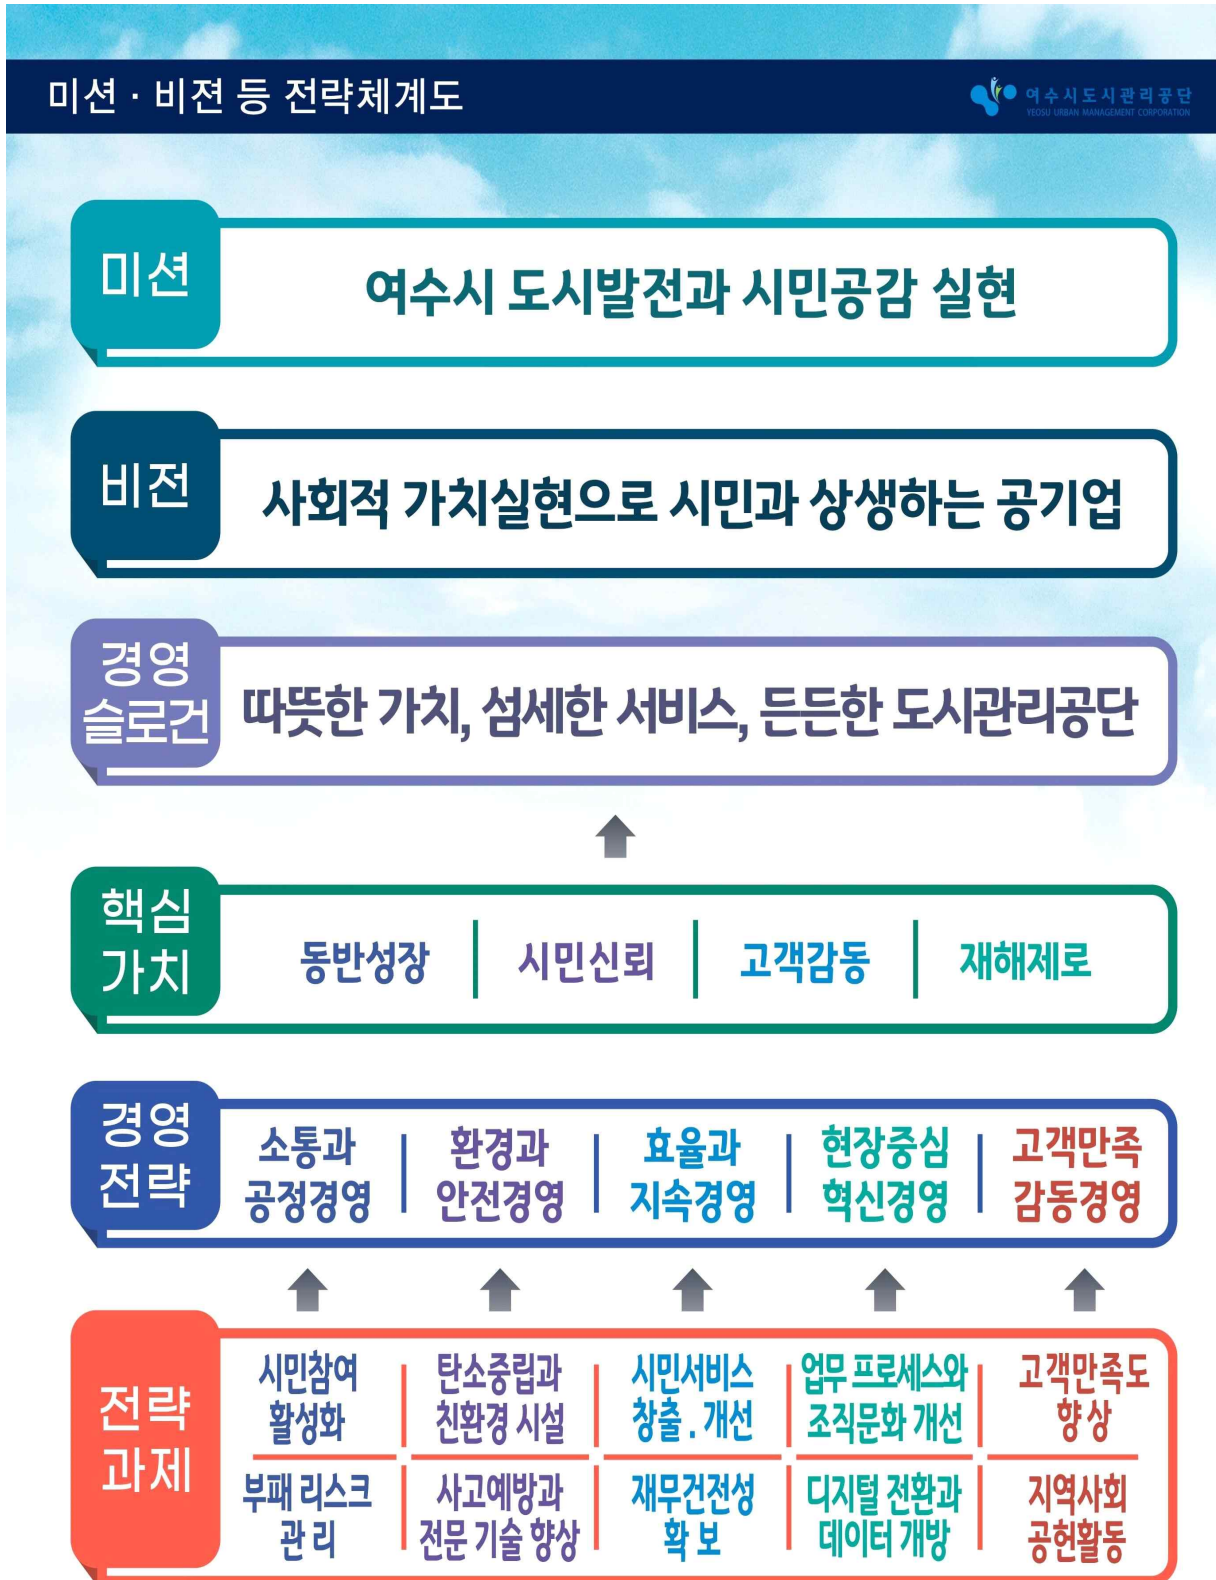 미션 · 비젼 등 전략체계도
여수시도시관리공단
YEOSU URBAN MANAGEMENT CORPORATION
미션
여수시 도시발전과 시민공감 실현
비전
사회적 가치실현으로 시민과 상생하는 공기업
경영
슬로건
따뜻한 가치, 섬세한 서비스, 든든한 도시관리공단
핵심
가치
동반성장
시민신뢰
고객감동
재해제로
경영
전략
소통과
공정경영
환경과
안전경영
효율과
지속경영
현장중심
혁신경영
고객만족
감동경영
전략
과제
시민참여
활성화
탄소중립과
친환경 시설
시민서비스
창출 . 개선
업무 프로세스와
조직문화 개선
고객만족도
향상
부패 리스크
관 리
사고예방과
전문 기술 향상
재무건전성
확 보
디지털 전환과
데이터 개방
지역사회
공헌활동